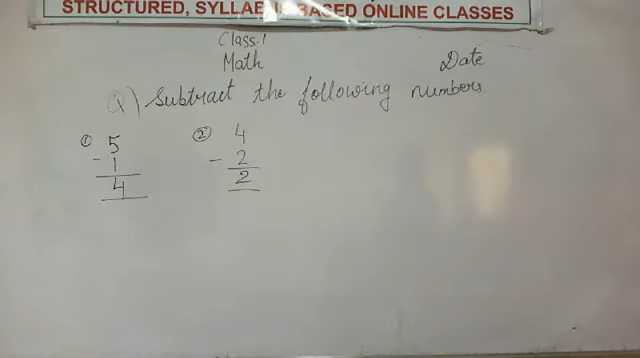 STRUCTURED, SYLLAB BASED ONLINE CLASSES
Class-1
Math Date
Q) Subtract the following numbers.
① 5 ② 4
- 1 - 2
4 2